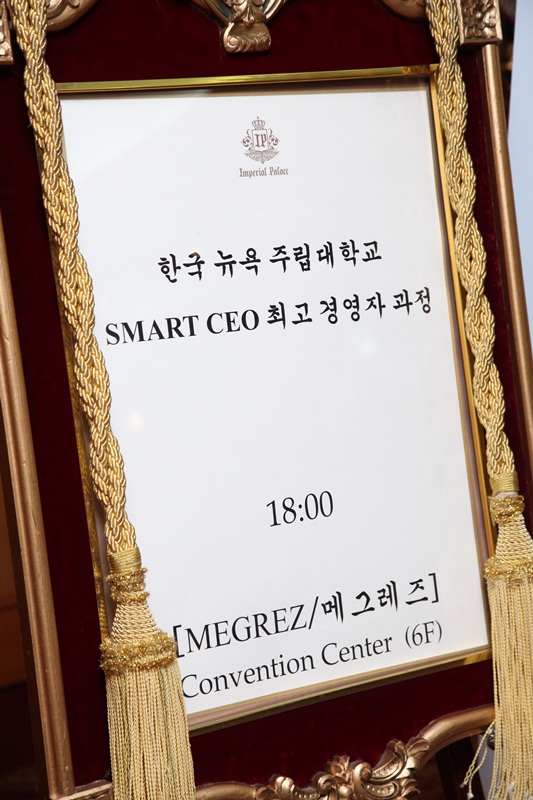 IP
Imperial Palace
한국 뉴욕 주립대학교
SMART CEO 최고 경영자 과정
18:00
[MEGREZ/메그레즈]
Convention Center (6F)